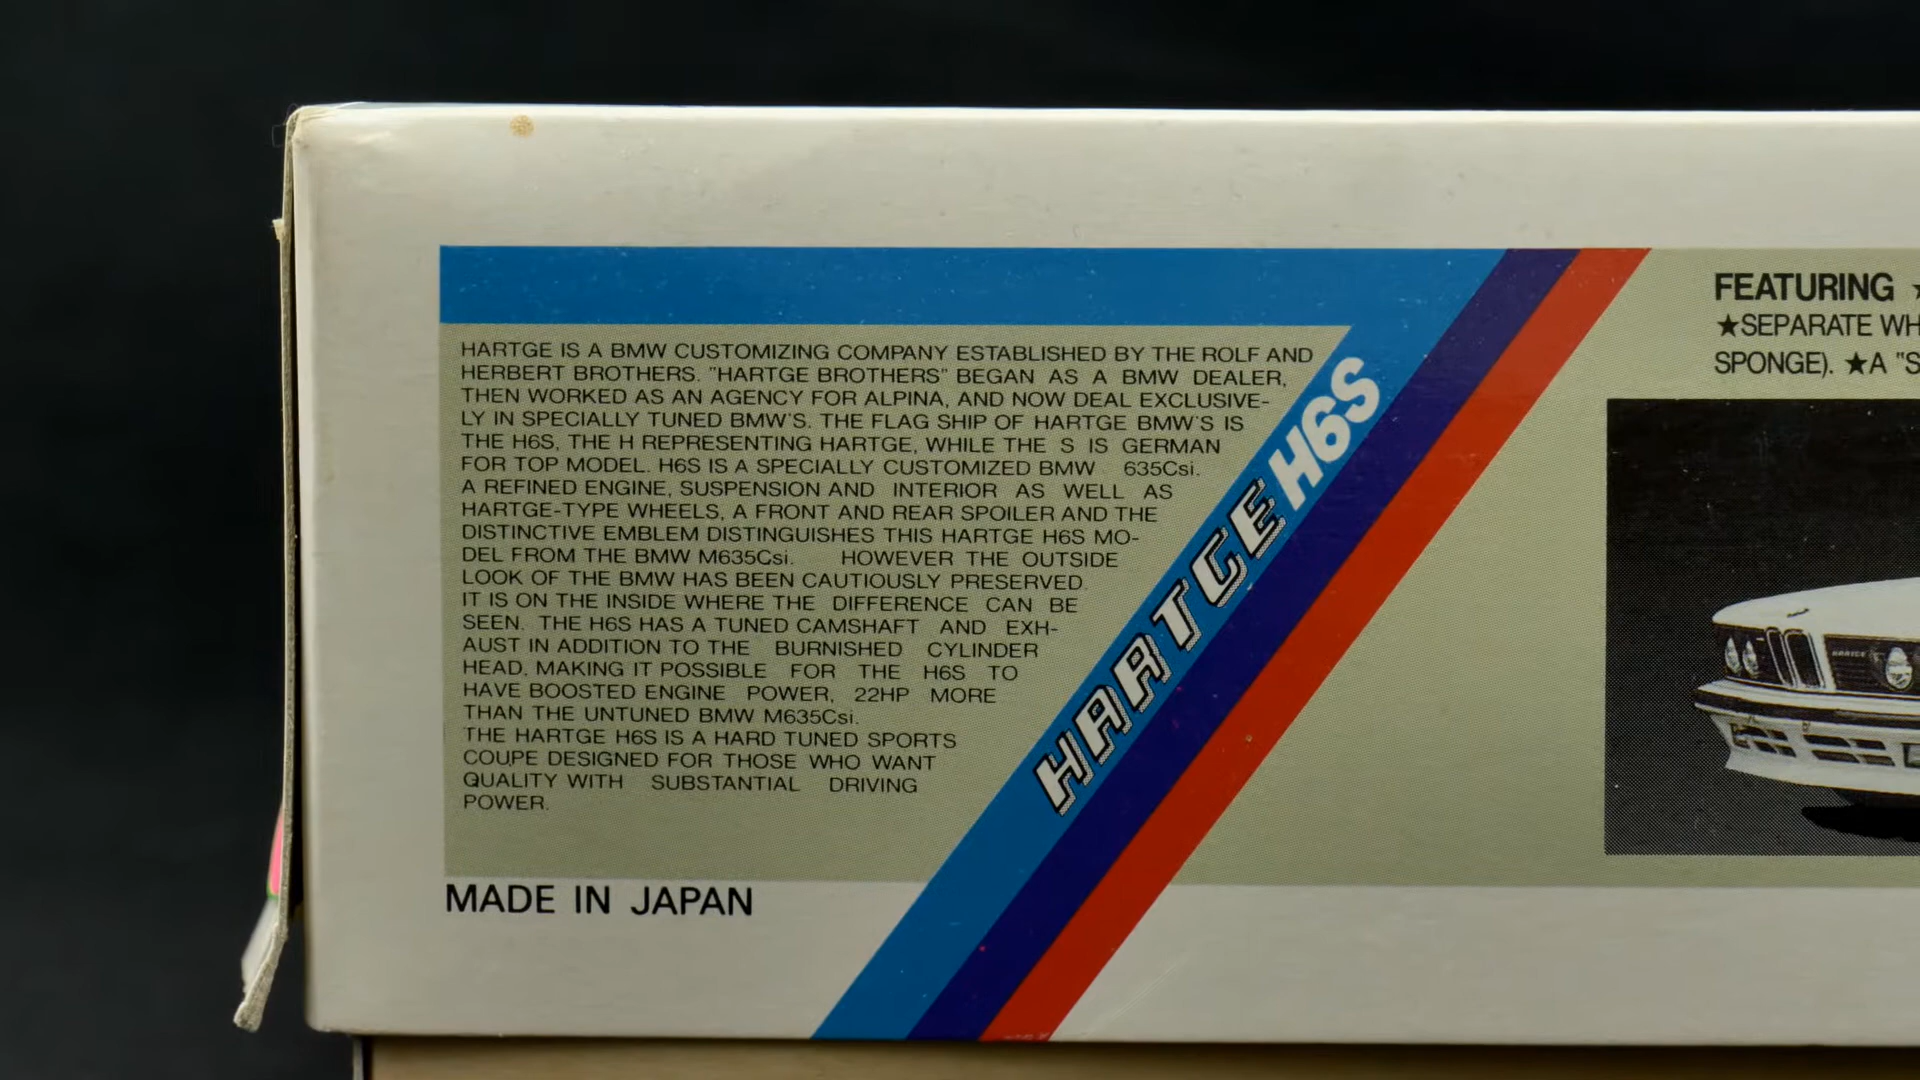 HARTGE IS A BMW CUSTOMIZING COMPANY ESTABLISHED BY THE ROLF AND
HERBERT BROTHERS. "HARTGE BROTHERS" BEGAN AS A BMW DEALER,
THEN WORKED AS AN AGENCY FOR ALPINA, AND NOW DEAL EXCLUSIVE-
LY IN SPECIALLY TUNED BMW'S. THE FLAG SHIP OF HARTGE BMW'S IS
THE H6S, THE H REPRESENTING HARTGE, WHILE THE S IS GERMAN
FOR TOP MODEL. H6S IS A SPECIALLY CUSTOMIZED BMW 635Csi.
A REFINED ENGINE, SUSPENSION AND INTERIOR AS WELL AS
HARTGE-TYPE WHEELS, A FRONT AND REAR SPOILER AND THE
DISTINCTIVE EMBLEM DISTINGUISHES THIS HARTGE H6S MO-
DEL FROM THE BMW M635Csi. HOWEVER THE OUTSIDE
LOOK OF THE BMW HAS BEEN CAUTIOUSLY PRESERVED.
IT IS ON THE INSIDE WHERE THE DIFFERENCE CAN BE
SEEN. THE H6S HAS A TUNED CAMSHAFT AND EXH-
AUST IN ADDITION TO THE BURNISHED CYLINDER
HEAD. MAKING IT POSSIBLE FOR THE H6S TO
HAVE BOOSTED ENGINE POWER, 22HP MORE
THAN THE UNTUNED BMW M635Csi.
THE HARTGE H6S IS A HARD TUNED SPORTS
COUPE DESIGNED FOR THOSE WHO WANT
QUALITY WITH SUBSTANTIAL DRIVING
POWER.
MADE IN JAPAN
HARTGE H6S
FEATURING ★
★SEPARATE WH
SPONGE). ★A "S
HARTGE